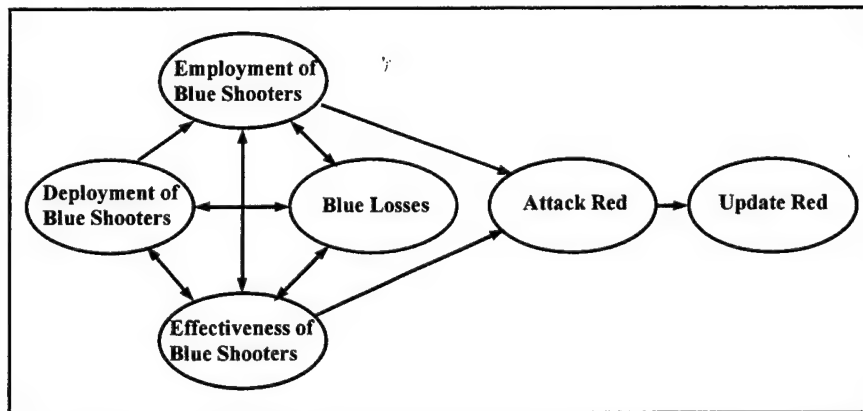 Employment of
Blue Shooters
Deployment of
Blue Shooters
Blue Losses
Attack Red
Update Red
Effectiveness of
Blue Shooters